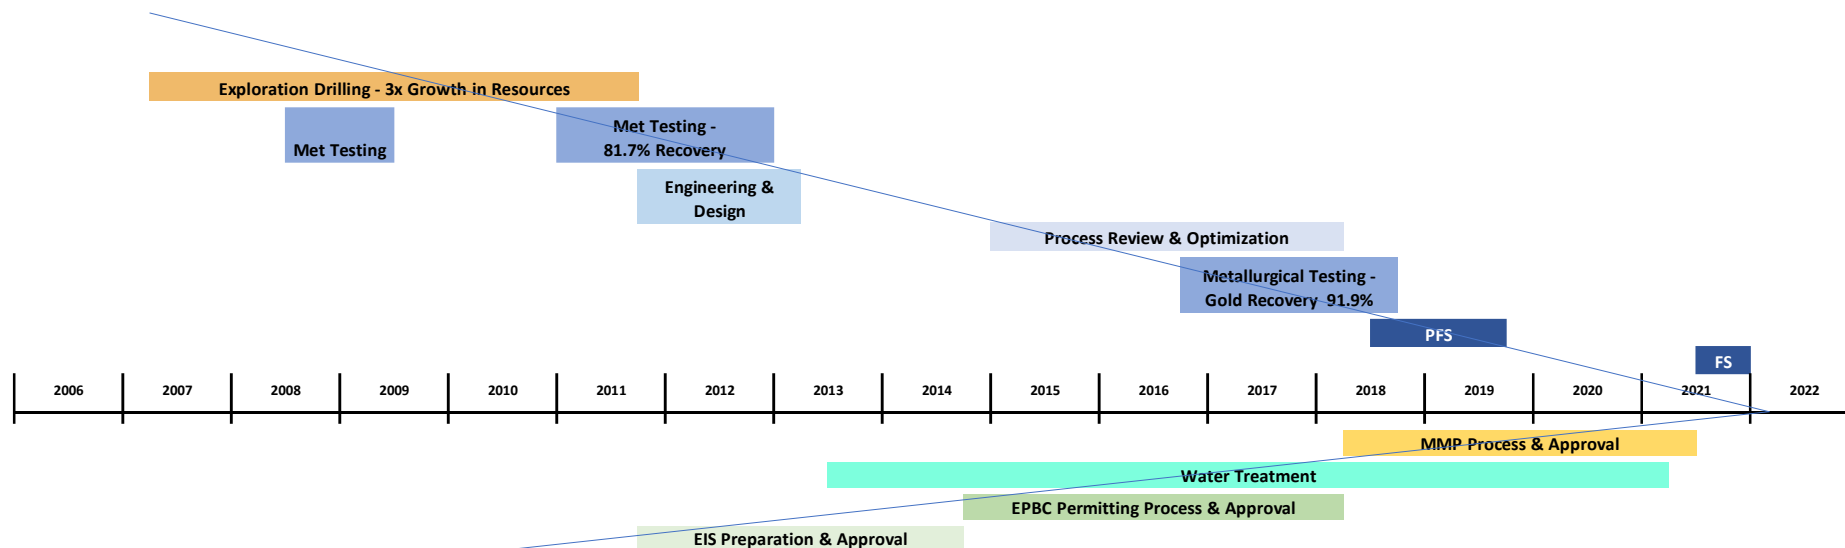 Exploration Drilling - 3x Growth in Resources
Met Testing
Met Testing -
81.7% Recovery
Engineering &
Design
Process Review & Optimization
Metallurgical Testing -
Gold Recovery 91.9%
PFS
FS
2006 2007 2008 2009 2010 2011 2012 2013 2014 2015 2016 2017 2018 2019 2020 2021 2022
MMP Process & Approval
Water Treatment
EPBC Permitting Process & Approval
EIS Preparation & Approval